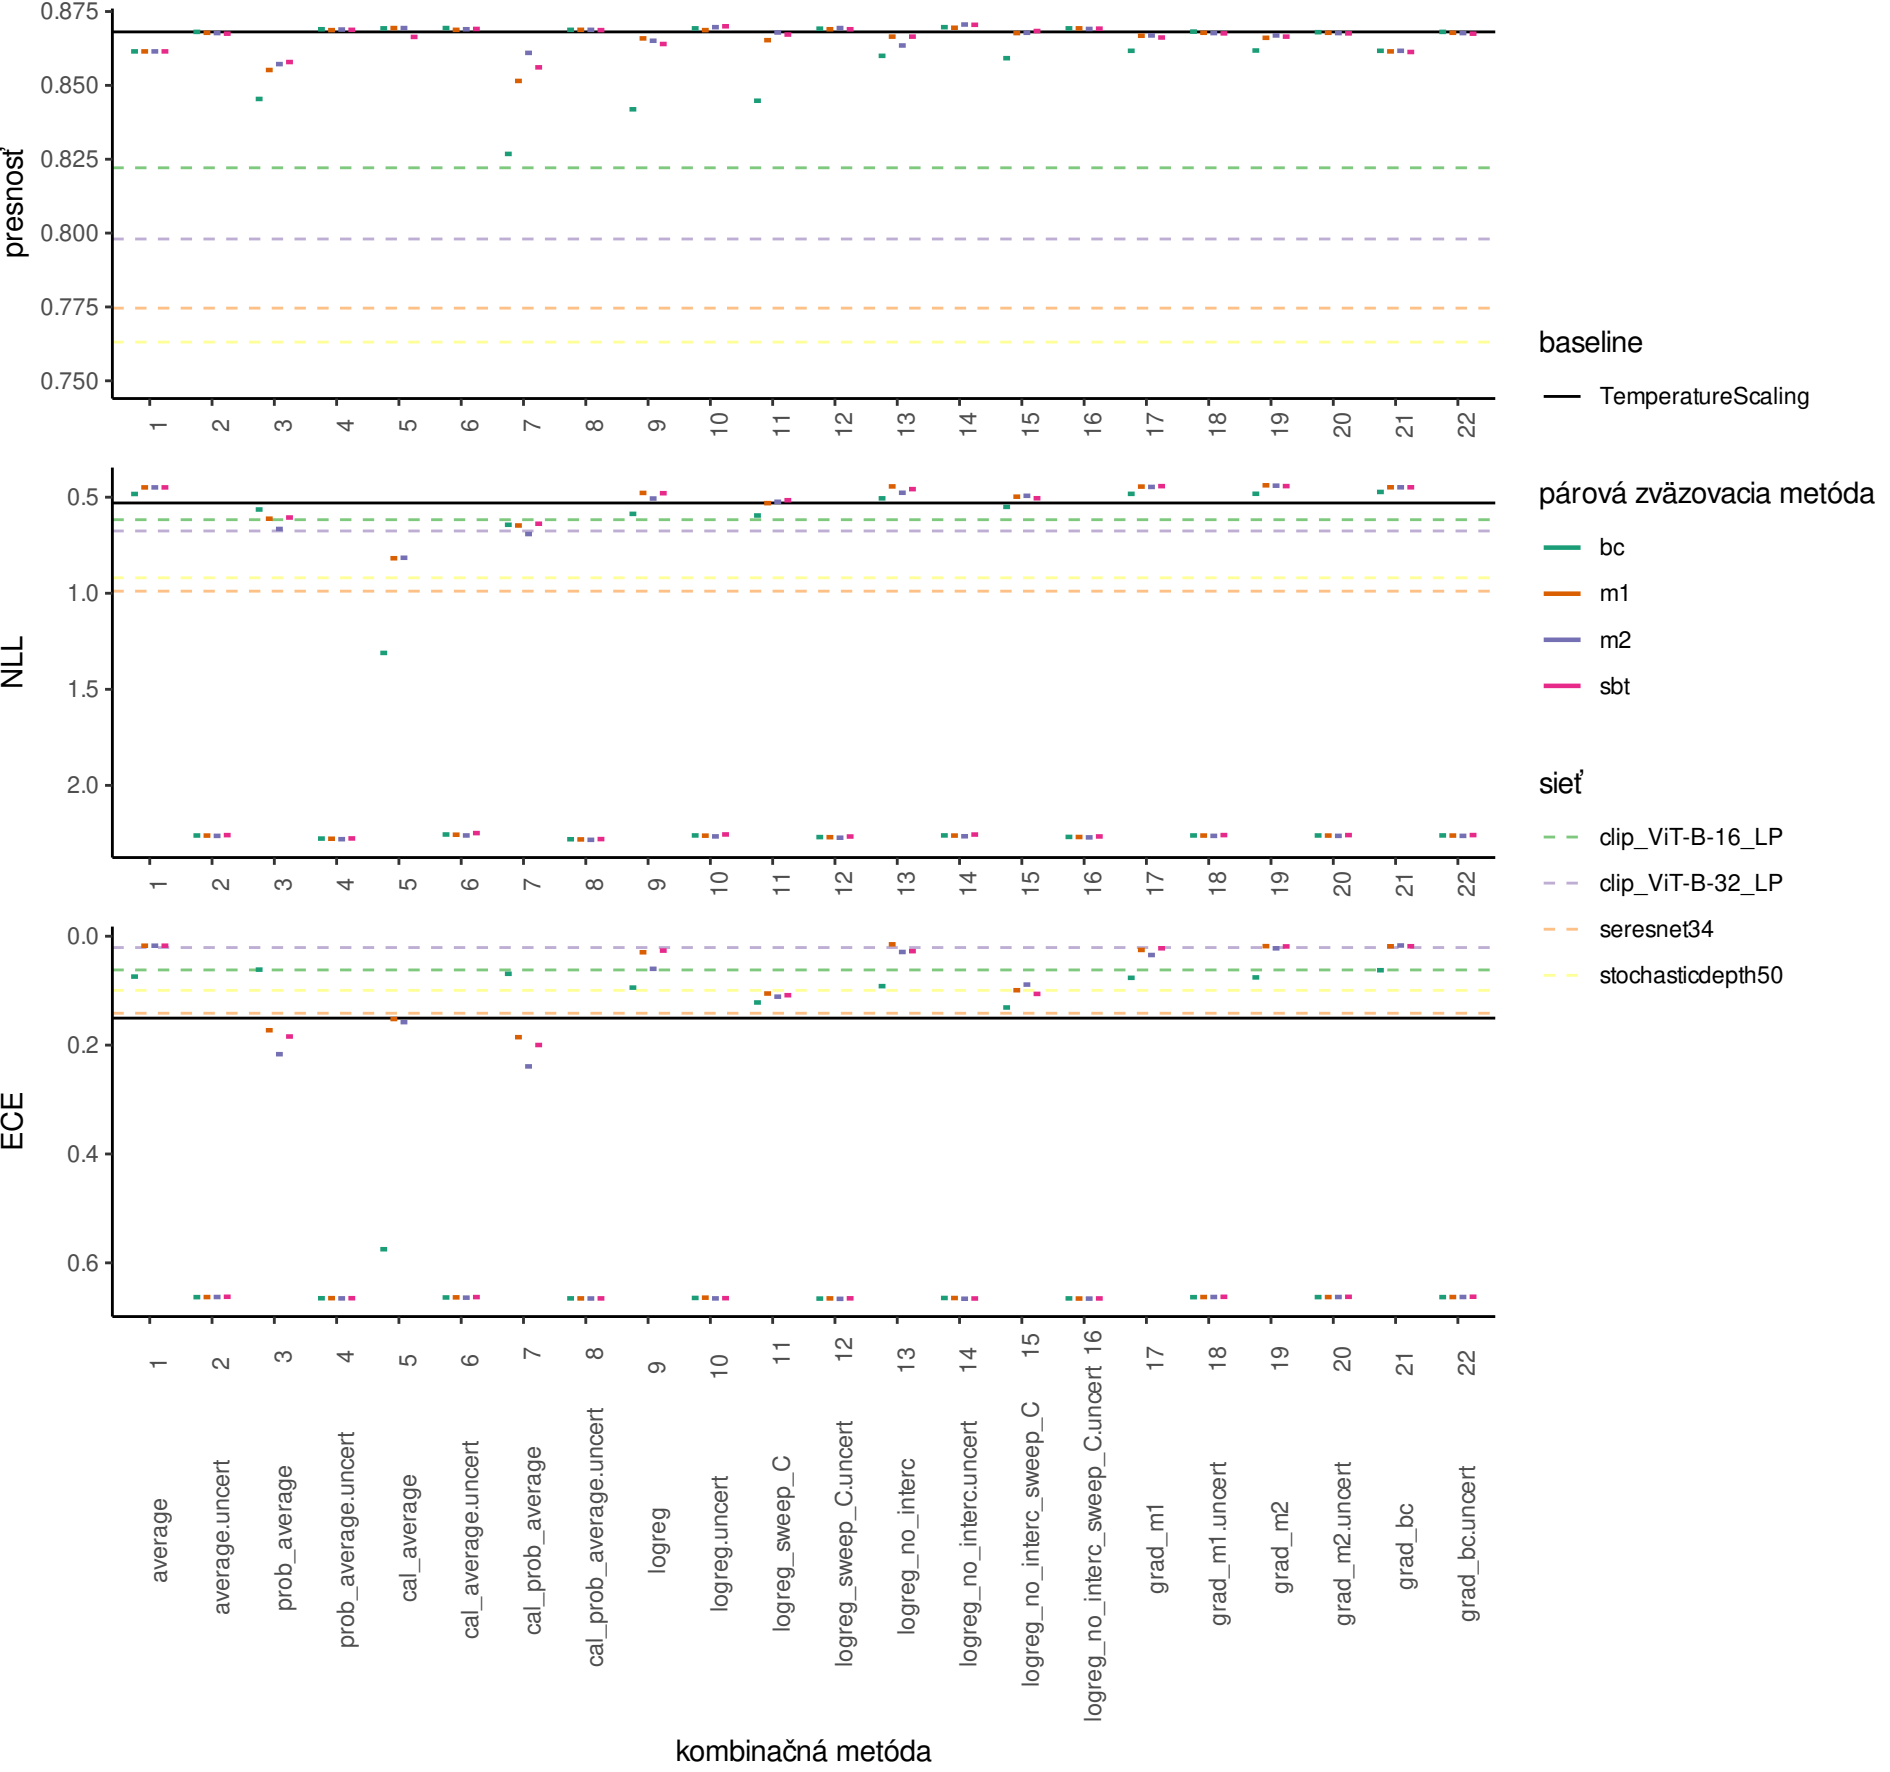 0.875
0.850
0.825
0.800
0.775
0.750
presnosť
1 2 3 4 5 6 7 8 9 10 11 12 13 14 15 16 17 18 19 20 21 22
0.5
1.0
1.5
2.0
NLL
1 2 3 4 5 6 7 8 9 10 11 12 13 14 15 16 17 18 19 20 21 22
0.0
0.2
0.4
0.6
ECE
average 1
average.uncert 2
prob_average 3
prob_average.uncert 4
cal_average 5
cal_average.uncert 6
cal_prob_average 7
cal_prob_average.uncert 8
logreg 9
logreg.uncert 10
logreg_sweep_C 11
logreg_sweep_C.uncert 12
logreg_no_interc 13
logreg_no_interc.uncert 14
logreg_no_interc_sweep_C 15
logreg_no_interc_sweep_C.uncert 16
grad_m1 17
grad_m1.uncert 18
grad_m2 19
grad_m2.uncert 20
grad_bc 21
grad_bc.uncert 22
kombinačná metóda
baseline
TemperatureScaling
párová zväzovacia metóda
bc
m1
m2
sbt
sieť
clip_ViT-B-16_LP
clip_ViT-B-32_LP
seresnet34
stochasticdepth50